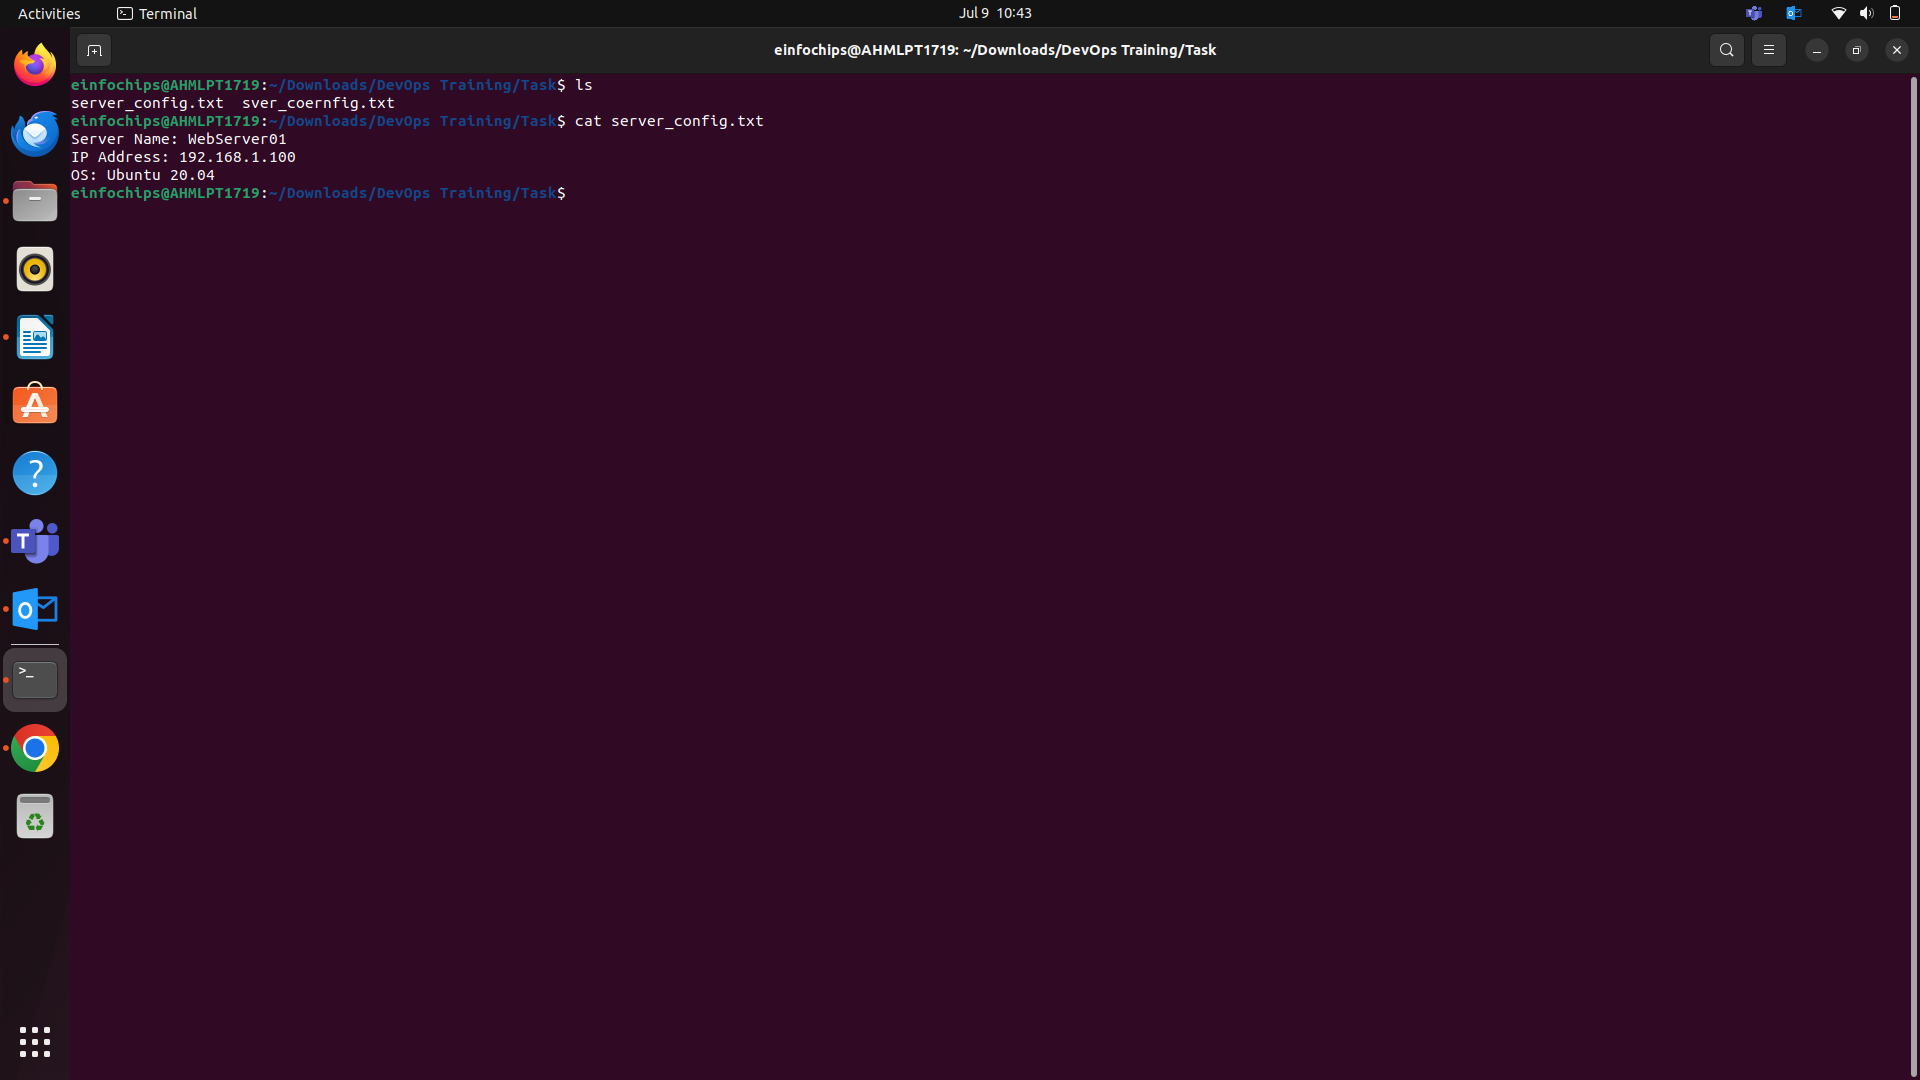 Activities Terminal Jul 9 10:43
einfochips@AHMLPT1719: ~/Downloads/DevOps Training/Task
einfochips@AHMLPT1719:~/Downloads/DevOps Training/Task$ ls
server_config.txt  sver_coernfig.txt
einfochips@AHMLPT1719:~/Downloads/DevOps Training/Task$ cat server_config.txt
Server Name: WebServer01
IP Address: 192.168.1.100
OS: Ubuntu 20.04
einfochips@AHMLPT1719:~/Downloads/DevOps Training/Task$